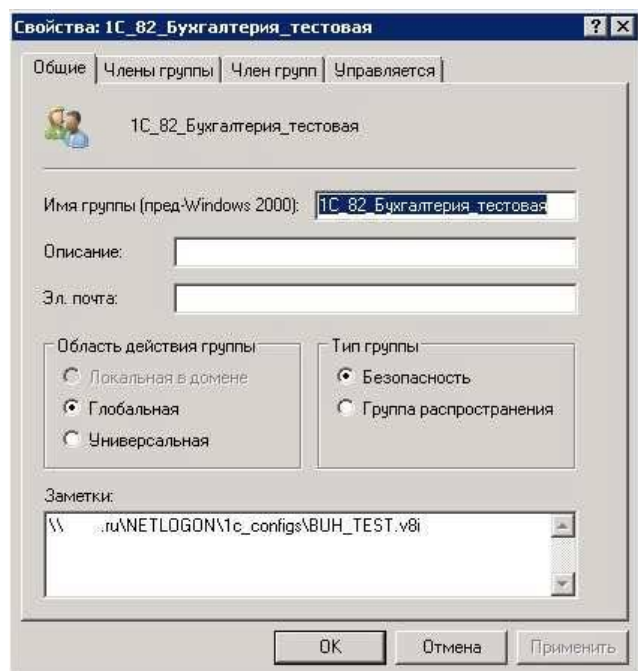 Свойства: 1С_82_Бухгалтерия_тестовая
Общие Члены группы Член групп Управляется
1С_82_Бухгалтерия_тестовая
Имя группы (пред-Windows 2000): 1С_82_Бухгалтерия_тестовая
Описание:
Эл. почта:
Область действия группы Тип группы
Локальная в домене Безопасность
Глобальная Группа распространения
Универсальная
Заметки:
\\ .ru\NETLOGON\1c_configs\BUH_TEST.v8i
OK Отмена Применить